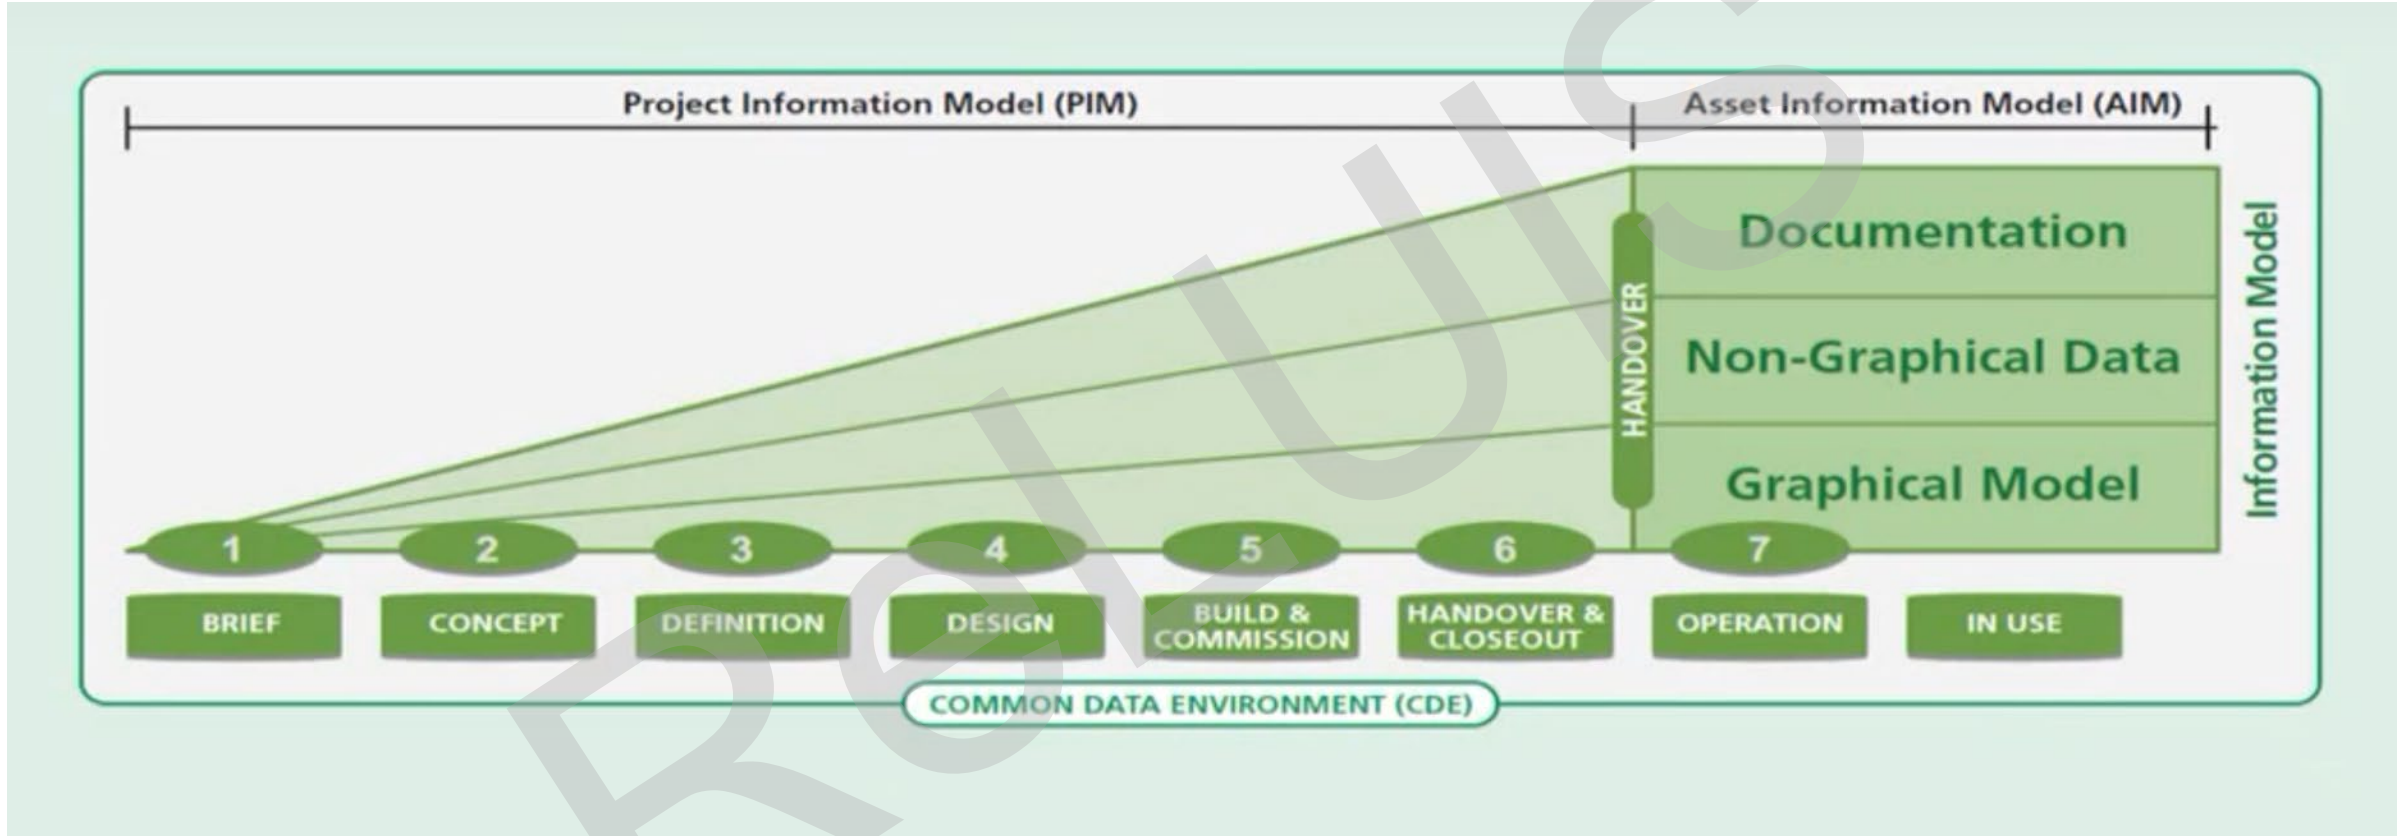 Project Information Model (PIM)
Asset Information Model (AIM)
Documentation
Non-Graphical Data
Graphical Model
HANDOVER
Information Model
1 2 3 4 5 6 7
BRIEF
CONCEPT
DEFINITION
DESIGN
BUILD &
COMMISSION
HANDOVER &
CLOSEOUT
OPERATION
IN USE
COMMON DATA ENVIRONMENT (CDE)
ReLUIS